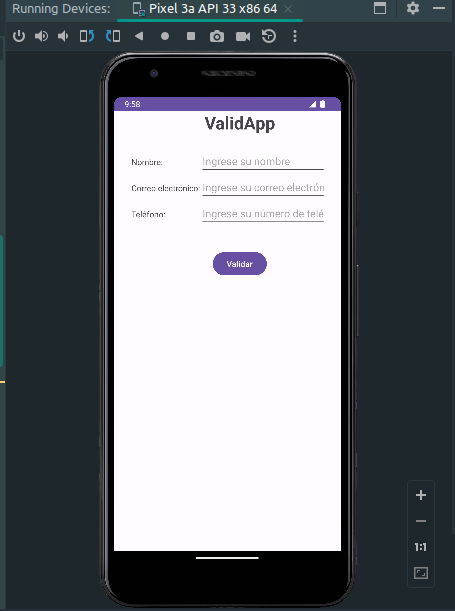 Running Devices: Pixel 3a API 33 x86 64
9:58
ValidApp
Nombre: Ingrese su nombre
Correo electrónico: Ingrese su correo electrón
Teléfono: Ingrese su número de telé
Validar
1:1